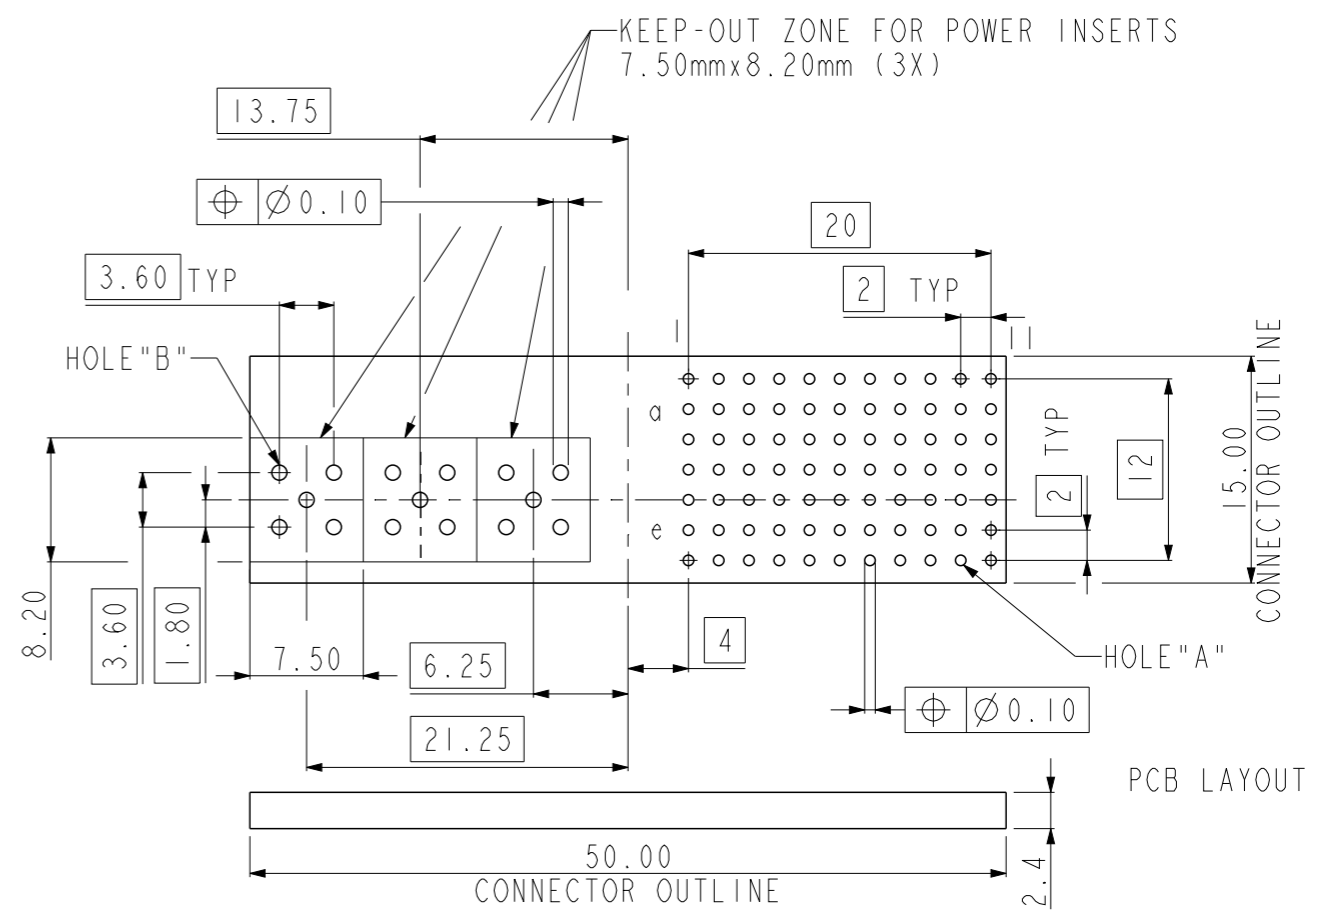 KEEP-OUT ZONE FOR POWER INSERTS
7.50mmx8.20mm (3X)
13.75
⌖ Ø0.10
20
3.60 TYP
2 TYP
1
11
HOLE"B"
a
e
TYP
2
12
15.00
CONNECTOR OUTLINE
8.20
3.60
1.80
7.50
6.25
4
HOLE"A"
⌖ Ø0.10
21.25
PCB LAYOUT
50.00
CONNECTOR OUTLINE
2.4